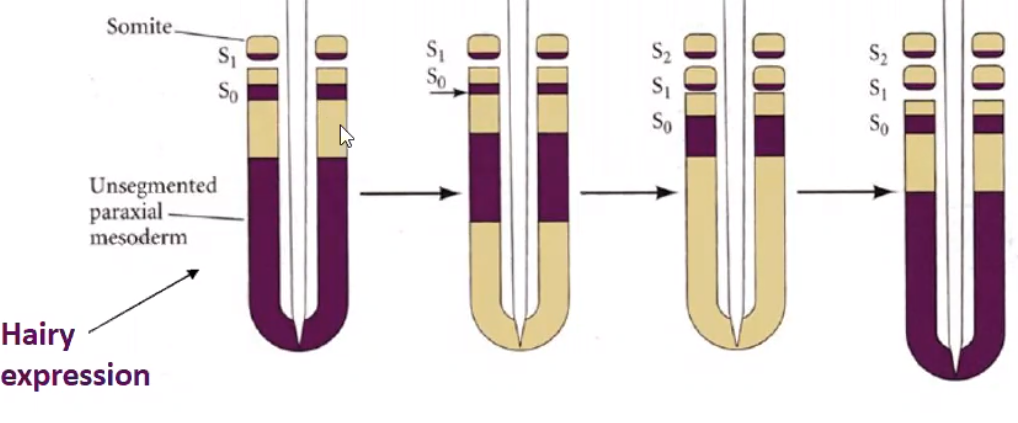 Somite
S1
S0
Unsegmented
paraxial
mesoderm
Hairy
expression
S1
S0
S2
S1
S0
S2
S1
S0